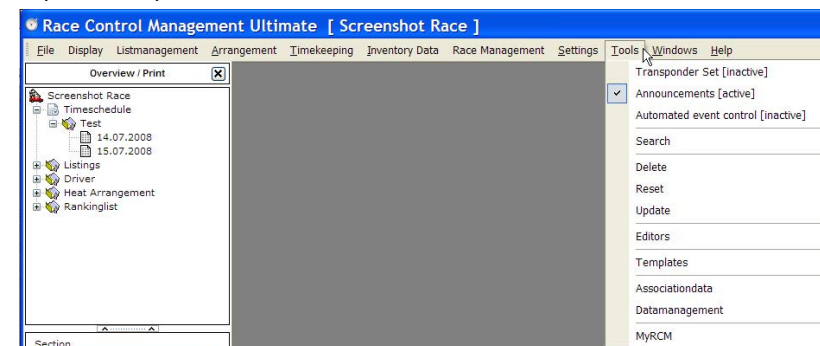 Race Control Management Ultimate [ Screenshot Race ]
File Display Listmanagement Arrangement Timekeeping Inventory Data Race Management Settings Tools Windows Help
Overview / Print
Screenshot Race
Timeschedule
Test
14.07.2008
15.07.2008
Listings
Driver
Heat Arrangement
Rankinglist
Section
Transponder Set [inactive]
Announcements [active]
Automated event control [inactive]
Search
Delete
Reset
Update
Editors
Templates
Associationdata
Datamanagement
MyRCM